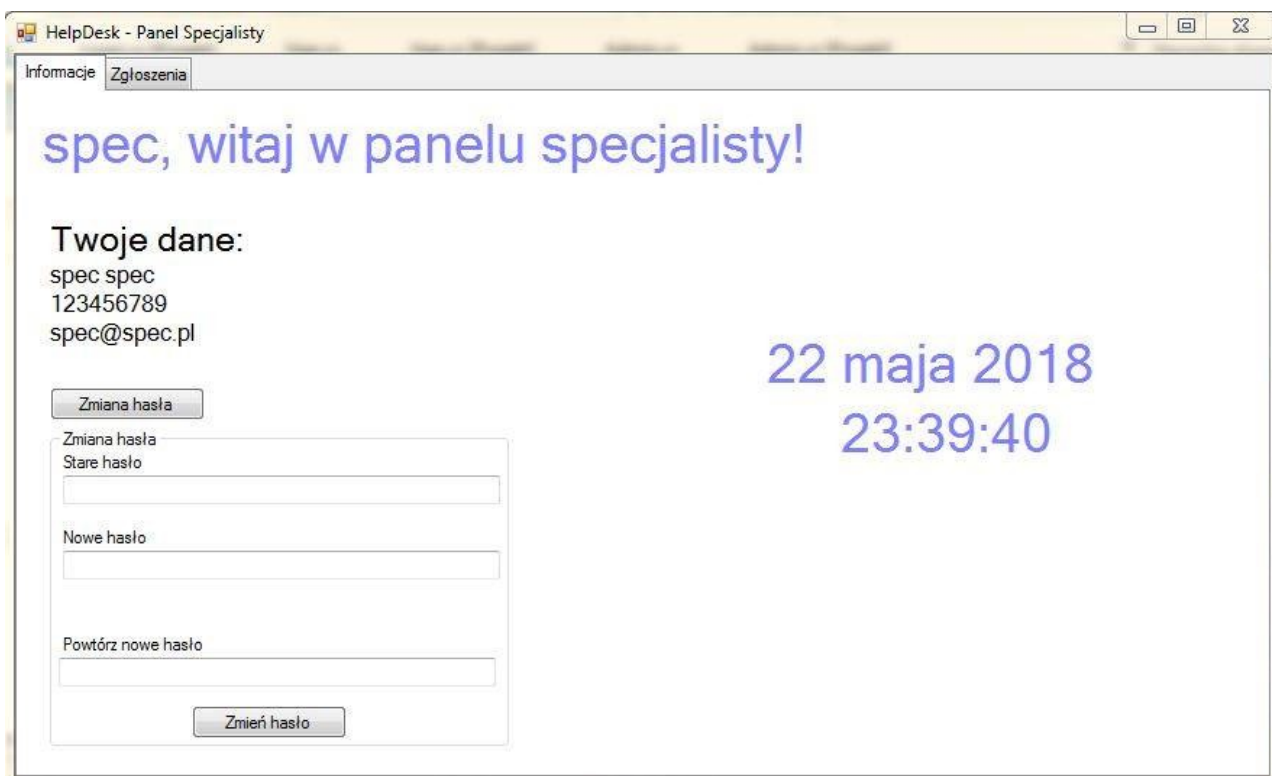 HelpDesk - Panel Specjalisty
Informacje Zgłoszenia
spec, witaj w panelu specjalisty!
Twoje dane:
spec spec
123456789
spec@spec.pl
22 maja 2018
23:39:40
Zmiana hasła
Zmiana hasła
Stare hasło
Nowe hasło
Powtórz nowe hasło
Zmień hasło